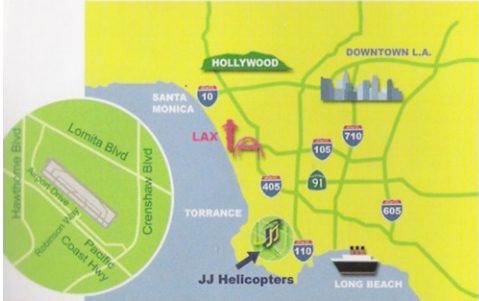 HOLLYWOOD
DOWNTOWN L.A.
SANTA
MONICA
10
LAX
105
710
405
91
605
TORRANCE
110
JJ Helicopters
LONG BEACH
Hawthorne Blvd
Lomita Blvd
Crenshaw Blvd
Airport Drive
Robinson Way
Pacific
Coast Hwy